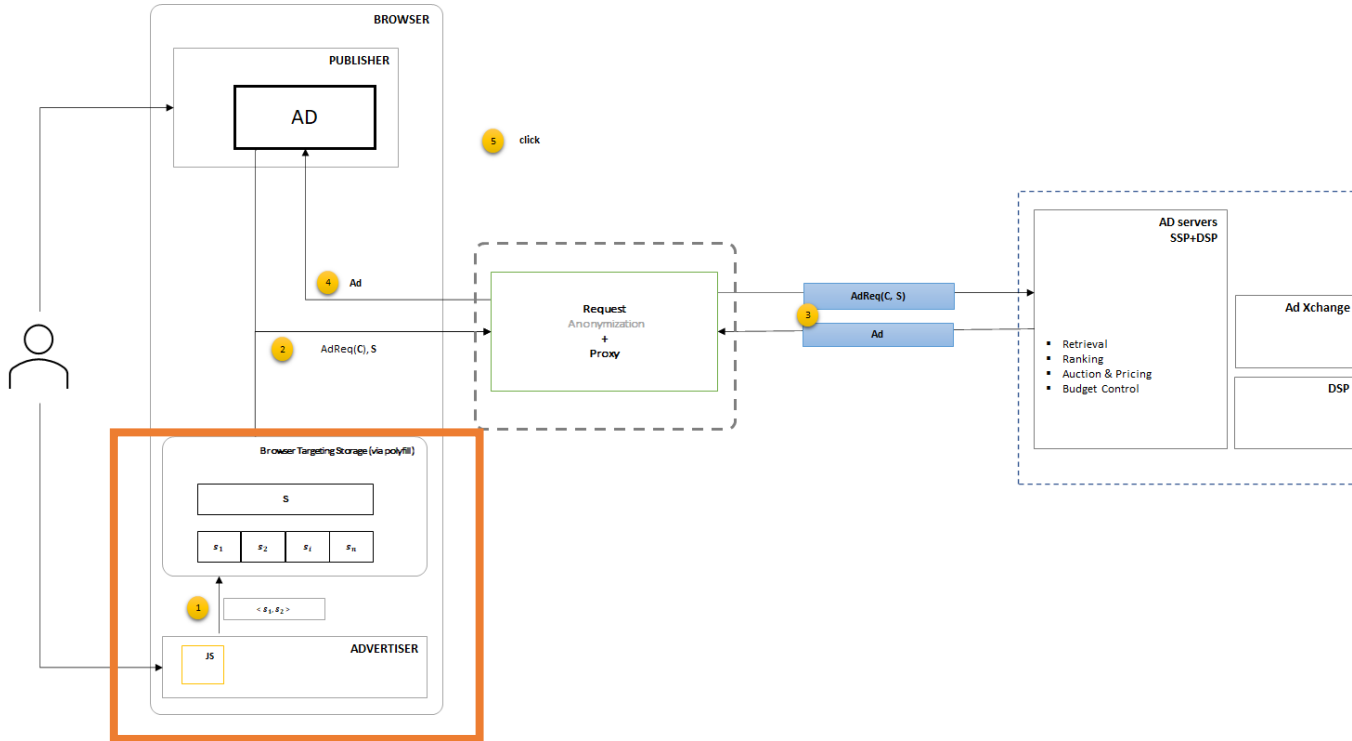 BROWSER
PUBLISHER
AD
5
click
AD servers
SSP+DSP
4
Ad
Request
Anonymization
+
Proxy
AdReq(C, S)
3
Ad
Ad Xchange
2
AdReq(C), S
▪ Retrieval
▪ Ranking
▪ Auction & Pricing
▪ Budget Control
DSP
Browser Targeting Storage (via polyfill)
S
s₁ s₂ sᵢ sₙ
1
< s₁, s₂ >
JS
ADVERTISER